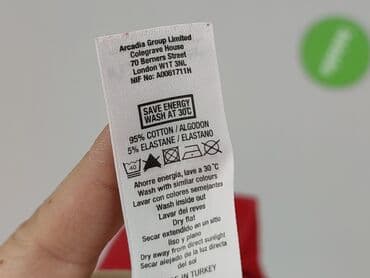 Arcadia Group Limited
Colegrave House
70 Berners Street
London W1T 3NL
NIF No: A0061711H
SAVE ENERGY
WASH AT 30°C
95% COTTON / ALGODON
5% ELASTANE / ELASTANO
40
Ahorre energia, lave a 30°C
Wash with similar colours
Lavar con colores semejantes
Wash inside out
Lavar del reves
Dry flat
Secar extendido en un sitio
liso y plano
Dry away from direct sunlight
Secar alejado de la luz directa
del sol
IN TURKEY